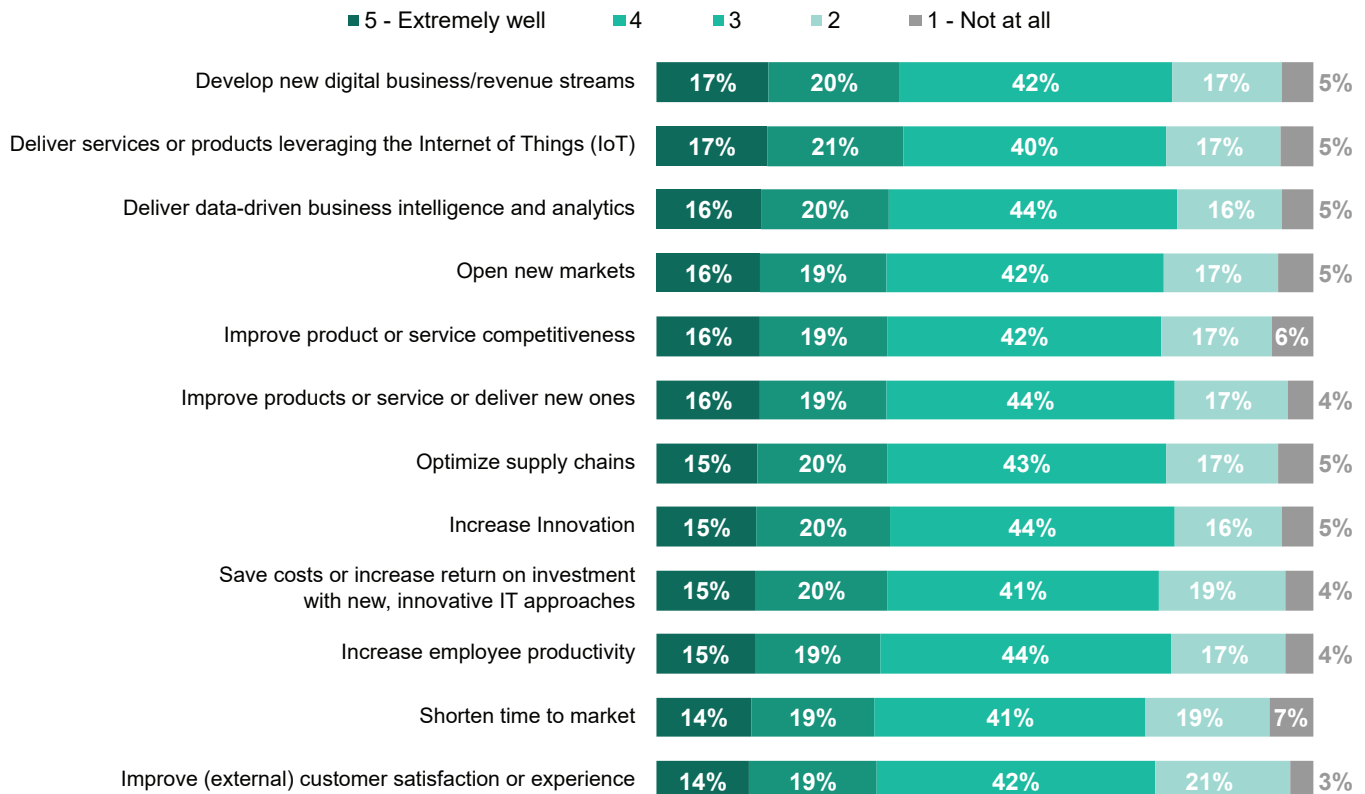 5 - Extremely well 4 3 2 1 - Not at all
Develop new digital business/revenue streams 17% 20% 42% 17% 5%
Deliver services or products leveraging the Internet of Things (IoT) 17% 21% 40% 17% 5%
Deliver data-driven business intelligence and analytics 16% 20% 44% 16% 5%
Open new markets 16% 19% 42% 17% 5%
Improve product or service competitiveness 16% 19% 42% 17% 6%
Improve products or service or deliver new ones 16% 19% 44% 17% 4%
Optimize supply chains 15% 20% 43% 17% 5%
Increase Innovation 15% 20% 44% 16% 5%
Save costs or increase return on investment
with new, innovative IT approaches 15% 20% 41% 19% 4%
Increase employee productivity 15% 19% 44% 17% 4%
Shorten time to market 14% 19% 41% 19% 7%
Improve (external) customer satisfaction or experience 14% 19% 42% 21% 3%